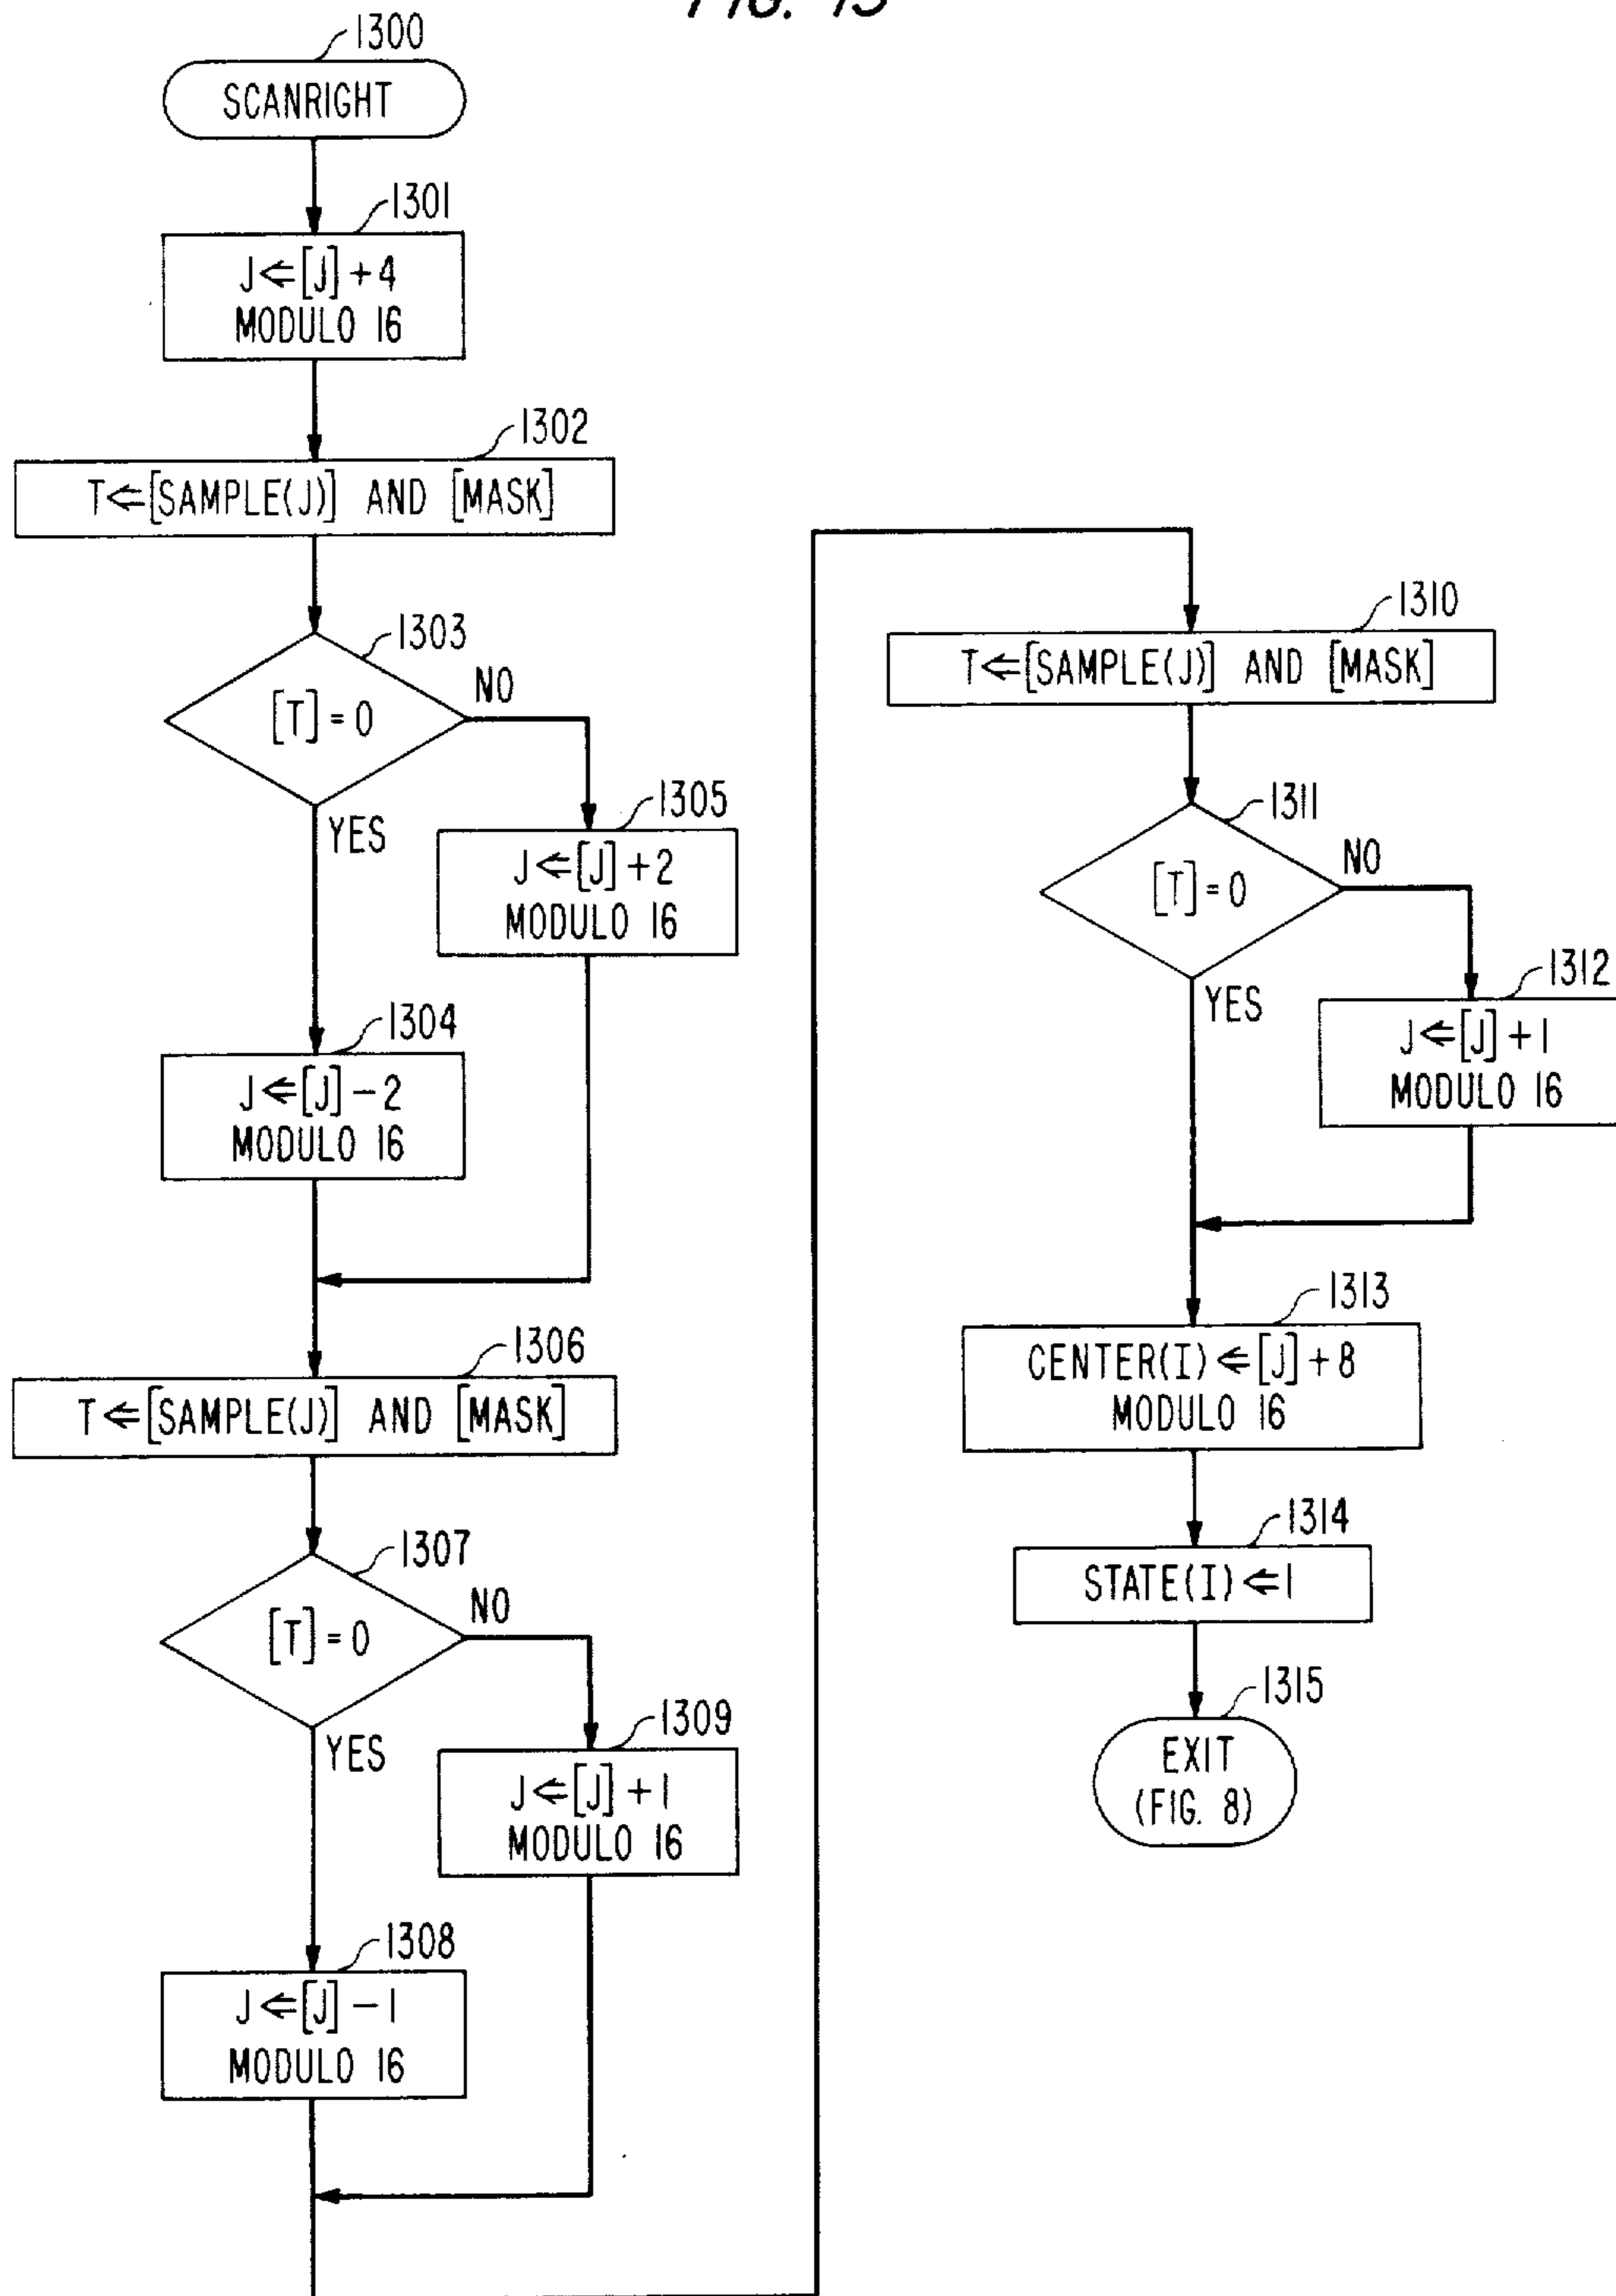 FIG. 13
1300
SCANRIGHT
1301
J⇐[J]+4
MODULO 16
1302
T⇐[SAMPLE(J)] AND [MASK]
1303
[T]=0
NO
YES
1305
J⇐[J]+2
MODULO 16
1304
J⇐[J]-2
MODULO 16
1306
T⇐[SAMPLE(J)] AND [MASK]
1307
[T]=0
NO
YES
1309
J⇐[J]+1
MODULO 16
1308
J⇐[J]-1
MODULO 16
1310
T⇐[SAMPLE(J)] AND [MASK]
1311
[T]=0
NO
YES
1312
J⇐[J]+1
MODULO 16
1313
CENTER(I)⇐[J]+8
MODULO 16
1314
STATE(I)⇐1
1315
EXIT
(FIG. 8)